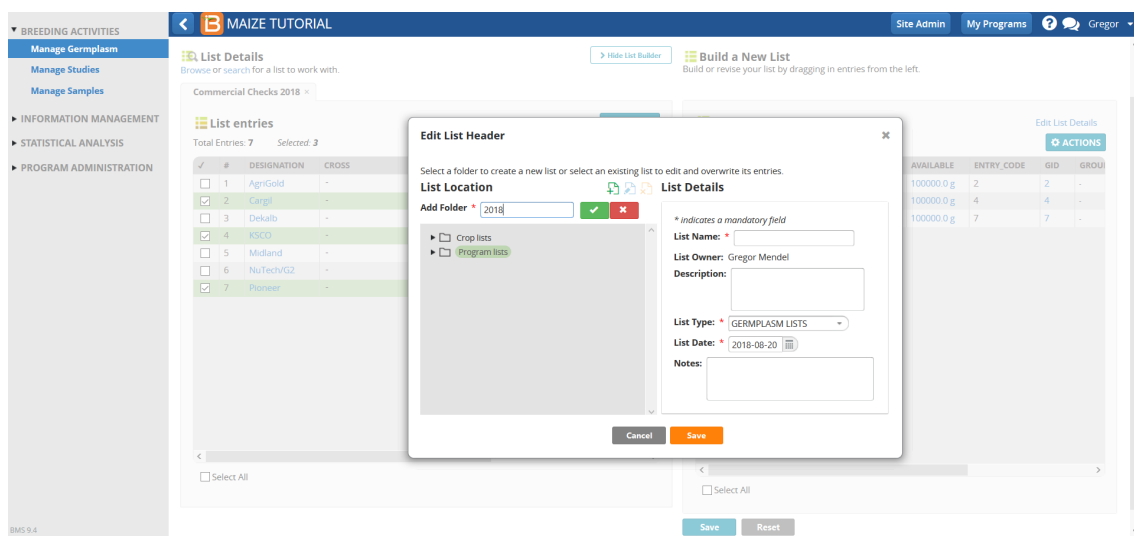 BREEDING ACTIVITIES
Manage Germplasm
Manage Studies
Manage Samples
INFORMATION MANAGEMENT
STATISTICAL ANALYSIS
PROGRAM ADMINISTRATION
BMS 9.4
MAIZE TUTORIAL
Site Admin
My Programs
Gregor
List Details
Browse or search for a list to work with.
Hide List Builder
Commercial Checks 2018 ×
List entries
Total Entries: 7 Selected: 3
# DESIGNATION CROSS
1 AgriGold -
2 Cargil -
3 Dekalb -
4 KSCO -
5 Midland -
6 NuTech/G2 -
7 Pioneer -
Select All
Build a New List
Build or revise your list by dragging in entries from the left.
Edit List Details
ACTIONS
AVAILABLE ENTRY_CODE GID GROU
100000.0 g 2 2 -
100000.0 g 4 4 -
100000.0 g 7 7 -
Select All
Save
Reset
Edit List Header
Select a folder to create a new list or select an existing list to edit and overwrite its entries.
List Location
Add Folder * 2018
Crop lists
Program lists
List Details
* indicates a mandatory field
List Name: *
List Owner: Gregor Mendel
Description:
List Type: * GERMPLASM LISTS
List Date: * 2018-08-20
Notes:
Cancel
Save